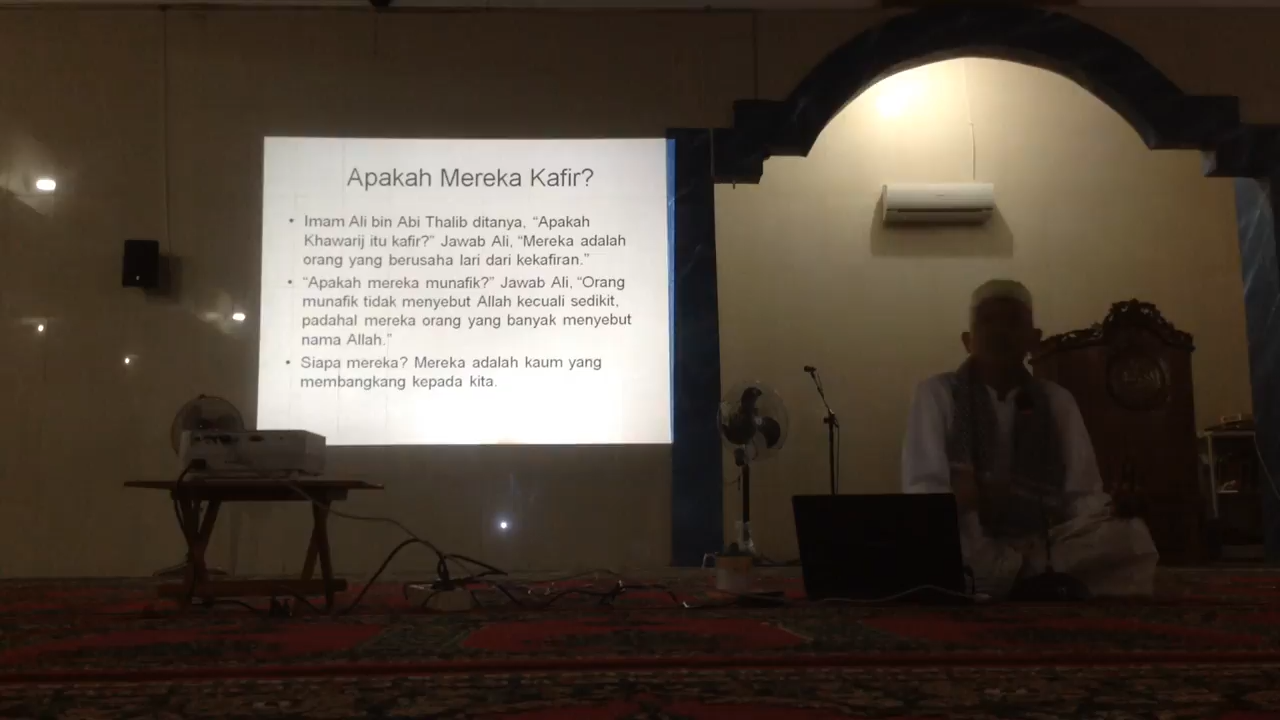 Apakah Mereka Kafir?
• Imam Ali bin Abi Thalib ditanya, “Apakah
Khawarij itu kafir?” Jawab Ali, “Mereka adalah
orang yang berusaha lari dari kekafiran.”
• “Apakah mereka munafik?” Jawab Ali, “Orang
munafik tidak menyebut Allah kecuali sedikit,
padahal mereka orang yang banyak menyebut
nama Allah.”
• Siapa mereka? Mereka adalah kaum yang
membangkang kepada kita.